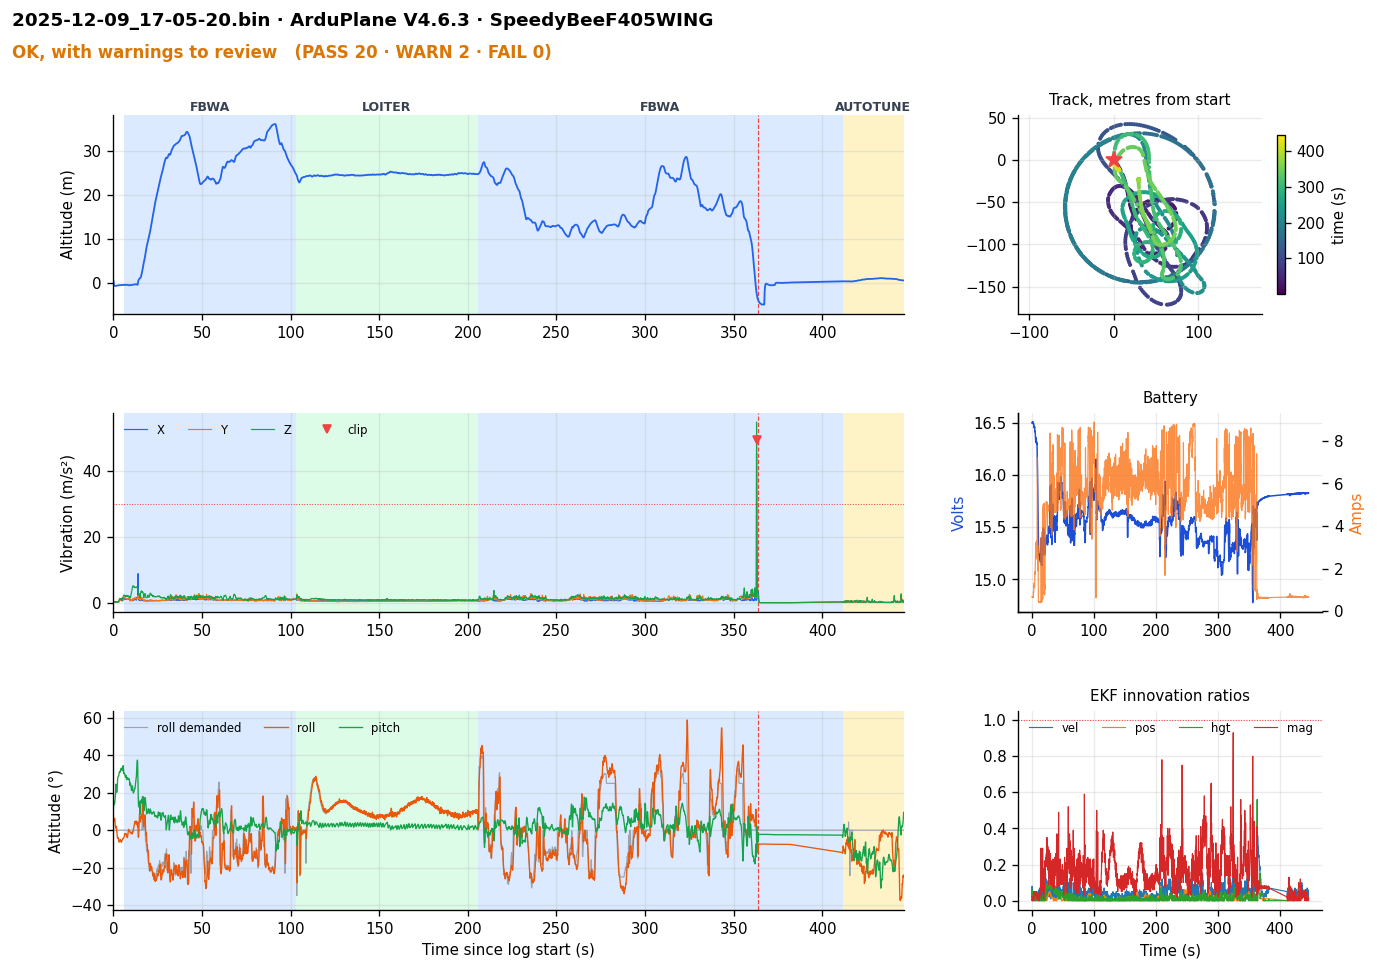 2025-12-09_17-05-20.bin · ArduPlane V4.6.3 · SpeedyBeeF405WING
OK, with warnings to review   (PASS 20 · WARN 2 · FAIL 0)
FBWA LOITER FBWA AUTOTUNE
Altitude (m)
30
20
10
0
0 50 100 150 200 250 300 350 400
Track, metres from start
50
0
−50
−100
−150
−100 0 100
400
300
200
100
time (s)
Vibration (m/s²)
X Y Z clip
40
20
0
0 50 100 150 200 250 300 350 400
Battery
Volts
16.5
16.0
15.5
15.0
8
6
4
2
0
Amps
0 100 200 300 400
Attitude (°)
roll demanded roll pitch
60
40
20
0
−20
−40
0 50 100 150 200 250 300 350 400
Time since log start (s)
EKF innovation ratios
vel pos hgt mag
1.0
0.8
0.6
0.4
0.2
0.0
0 100 200 300 400
Time (s)